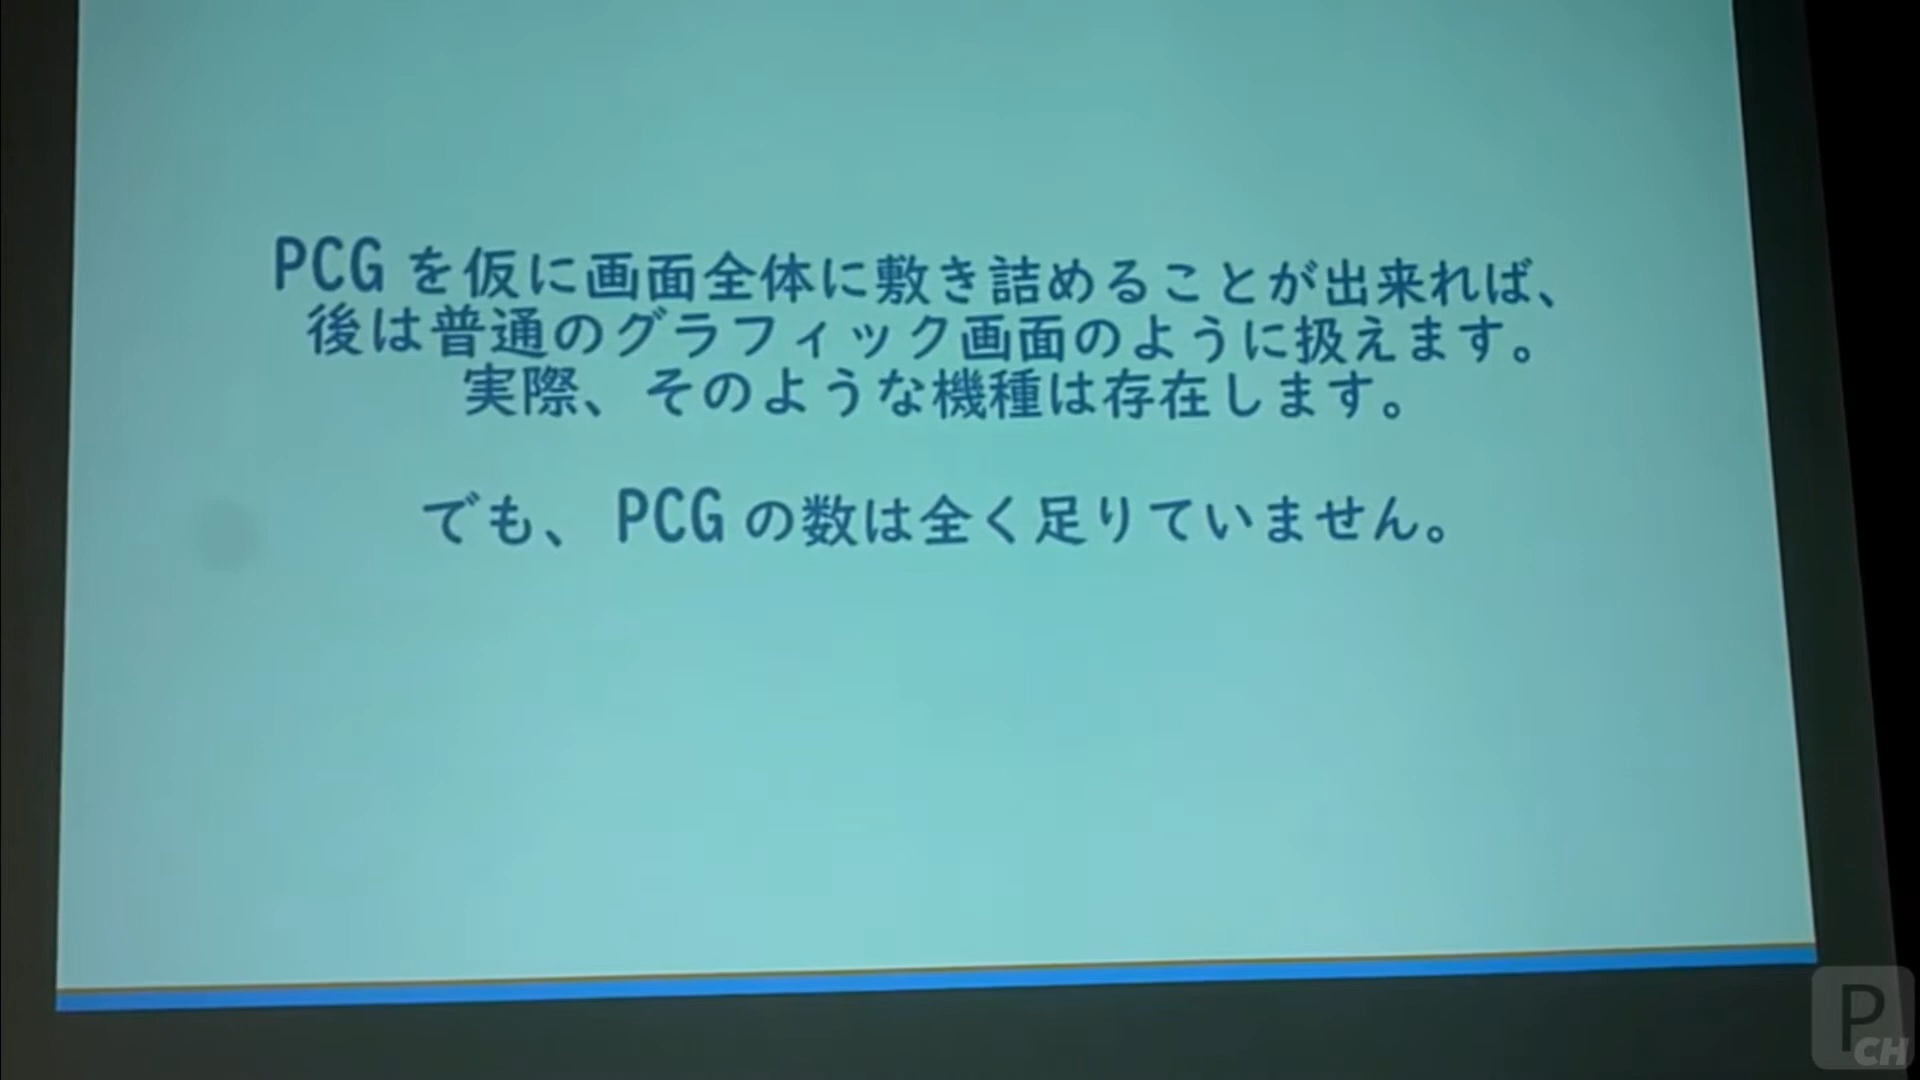 PCG を仮に画面全体に敷き詰めることが出来れば、
後は普通のグラフィック画面のように扱えます。
実際、そのような機種は存在します。
でも、 PCG の数は全く足りていません。
P
CH